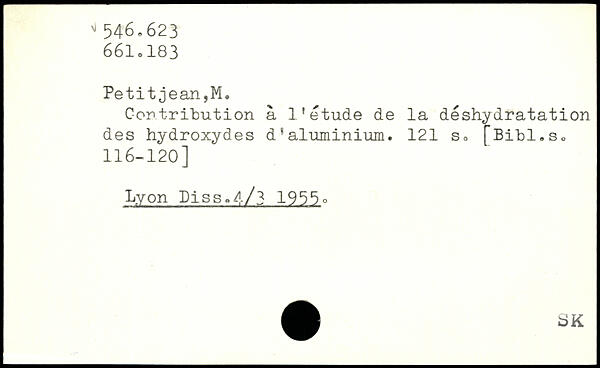 √546.623
661.183
Petitjean,M.
Contribution à l'étude de la déshydratation
des hydroxydes d'aluminium. 121 s. [Bibl.s.
116-120]
Lyon Diss.4/3 1955.
SK